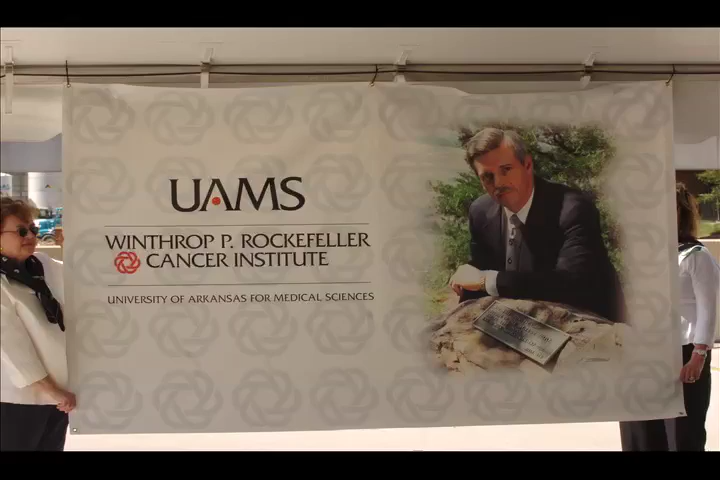 UAMS
WINTHROP P. ROCKEFELLER
CANCER INSTITUTE
UNIVERSITY OF ARKANSAS FOR MEDICAL SCIENCES